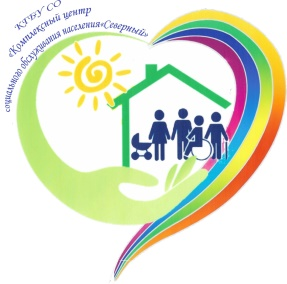 КГБУ СО
«Комплексный центр
социального обслуживания населения«Северный»